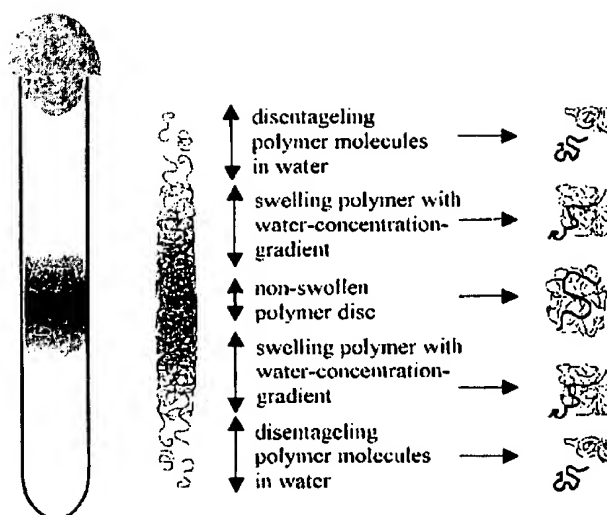 disentageling
polymer molecules
in water
swelling polymer with
water-concentration-
gradient
non-swollen
polymer disc
swelling polymer with
water-concentration-
gradient
disentageling
polymer molecules
in water